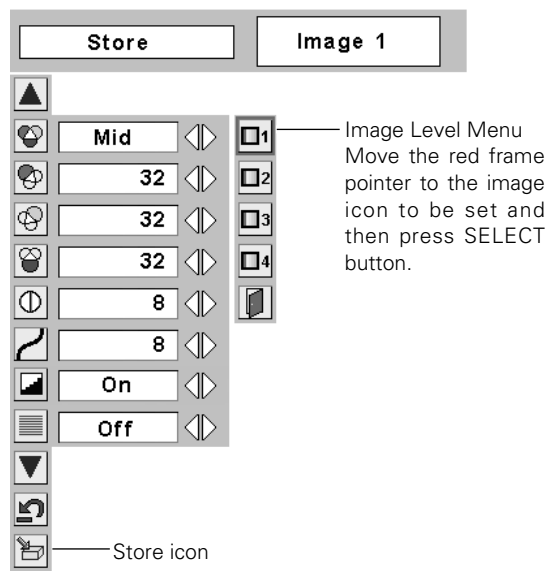 Store
Image 1
Mid
32
32
32
8
8
On
Off
1
2
3
4
Image Level Menu
Move the red frame
pointer to the image
icon to be set and
then press SELECT
button.
Store icon